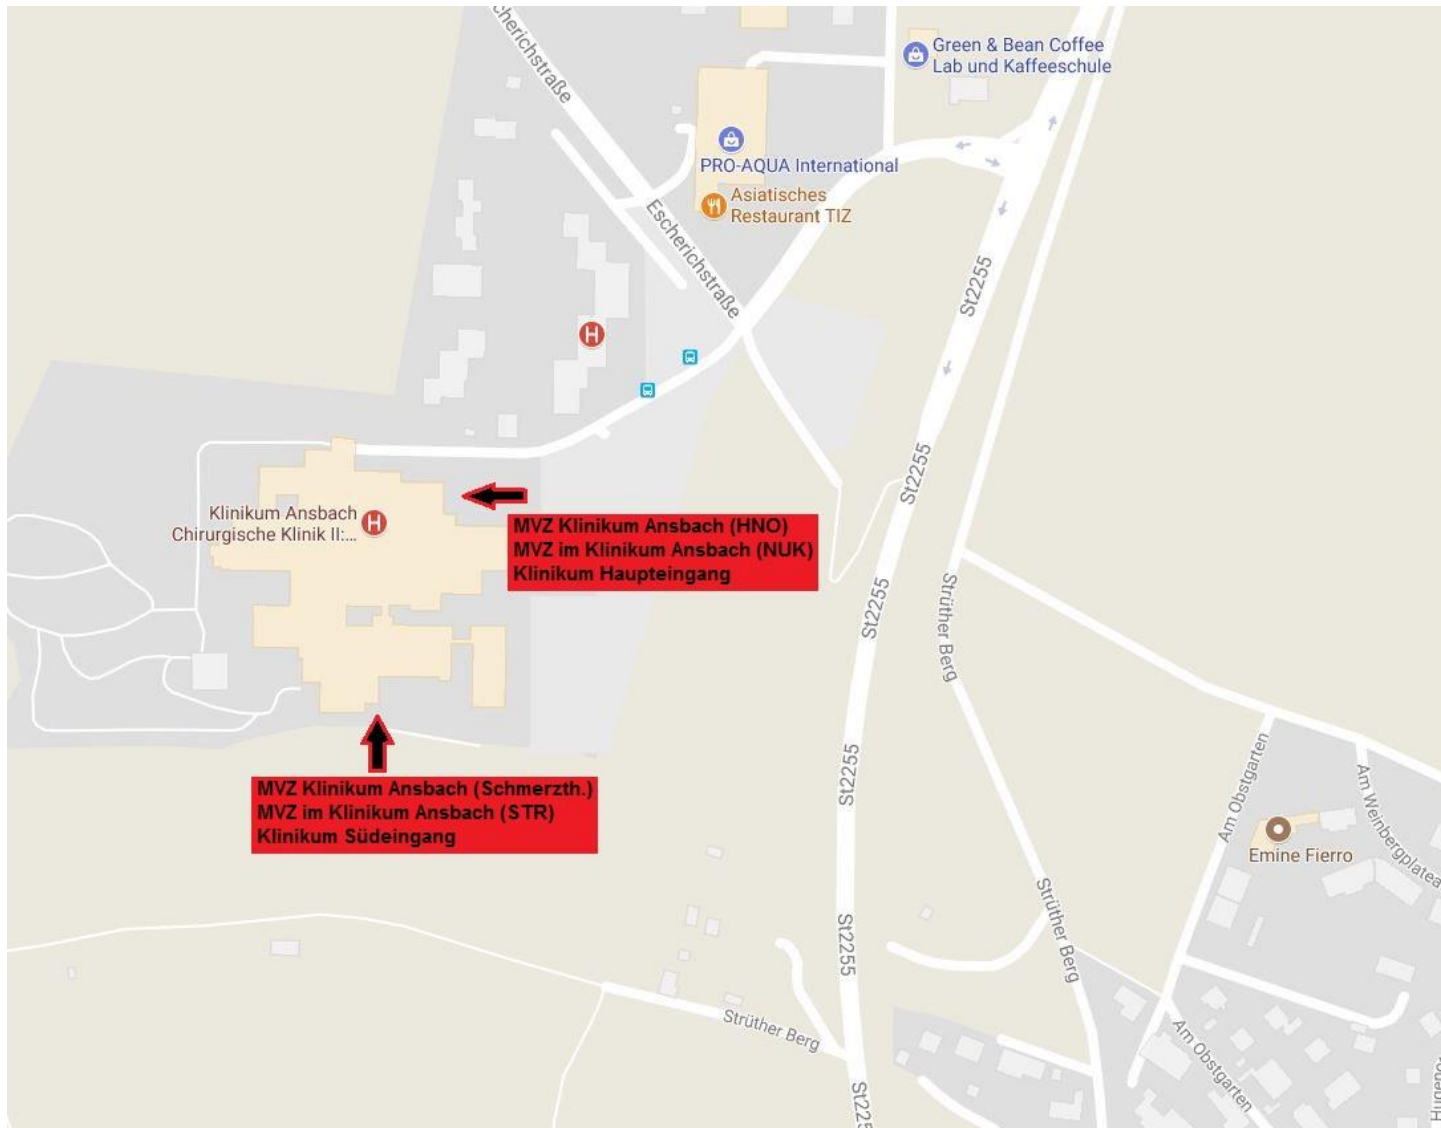 Escherichstraße
Green & Bean Coffee
Lab und Kaffeeschule
PRO-AQUA International
Asiatisches
Restaurant TIZ
Escherichstraße
St2255
H
St2255
Klinikum Ansbach
Chirurgische Klinik II:...
H
MVZ Klinikum Ansbach (HNO)
MVZ im Klinikum Ansbach (NUK)
Klinikum Haupteingang
St2255
Strüther Berg
St2255
MVZ Klinikum Ansbach (Schmerzth.)
MVZ im Klinikum Ansbach (STR)
Klinikum Südeingang
Am Obstgarten
Am Weinbergplatea
Emine Fierro
Strüther Berg
St2255
Strüther Berg
Am Obstgarten
St225